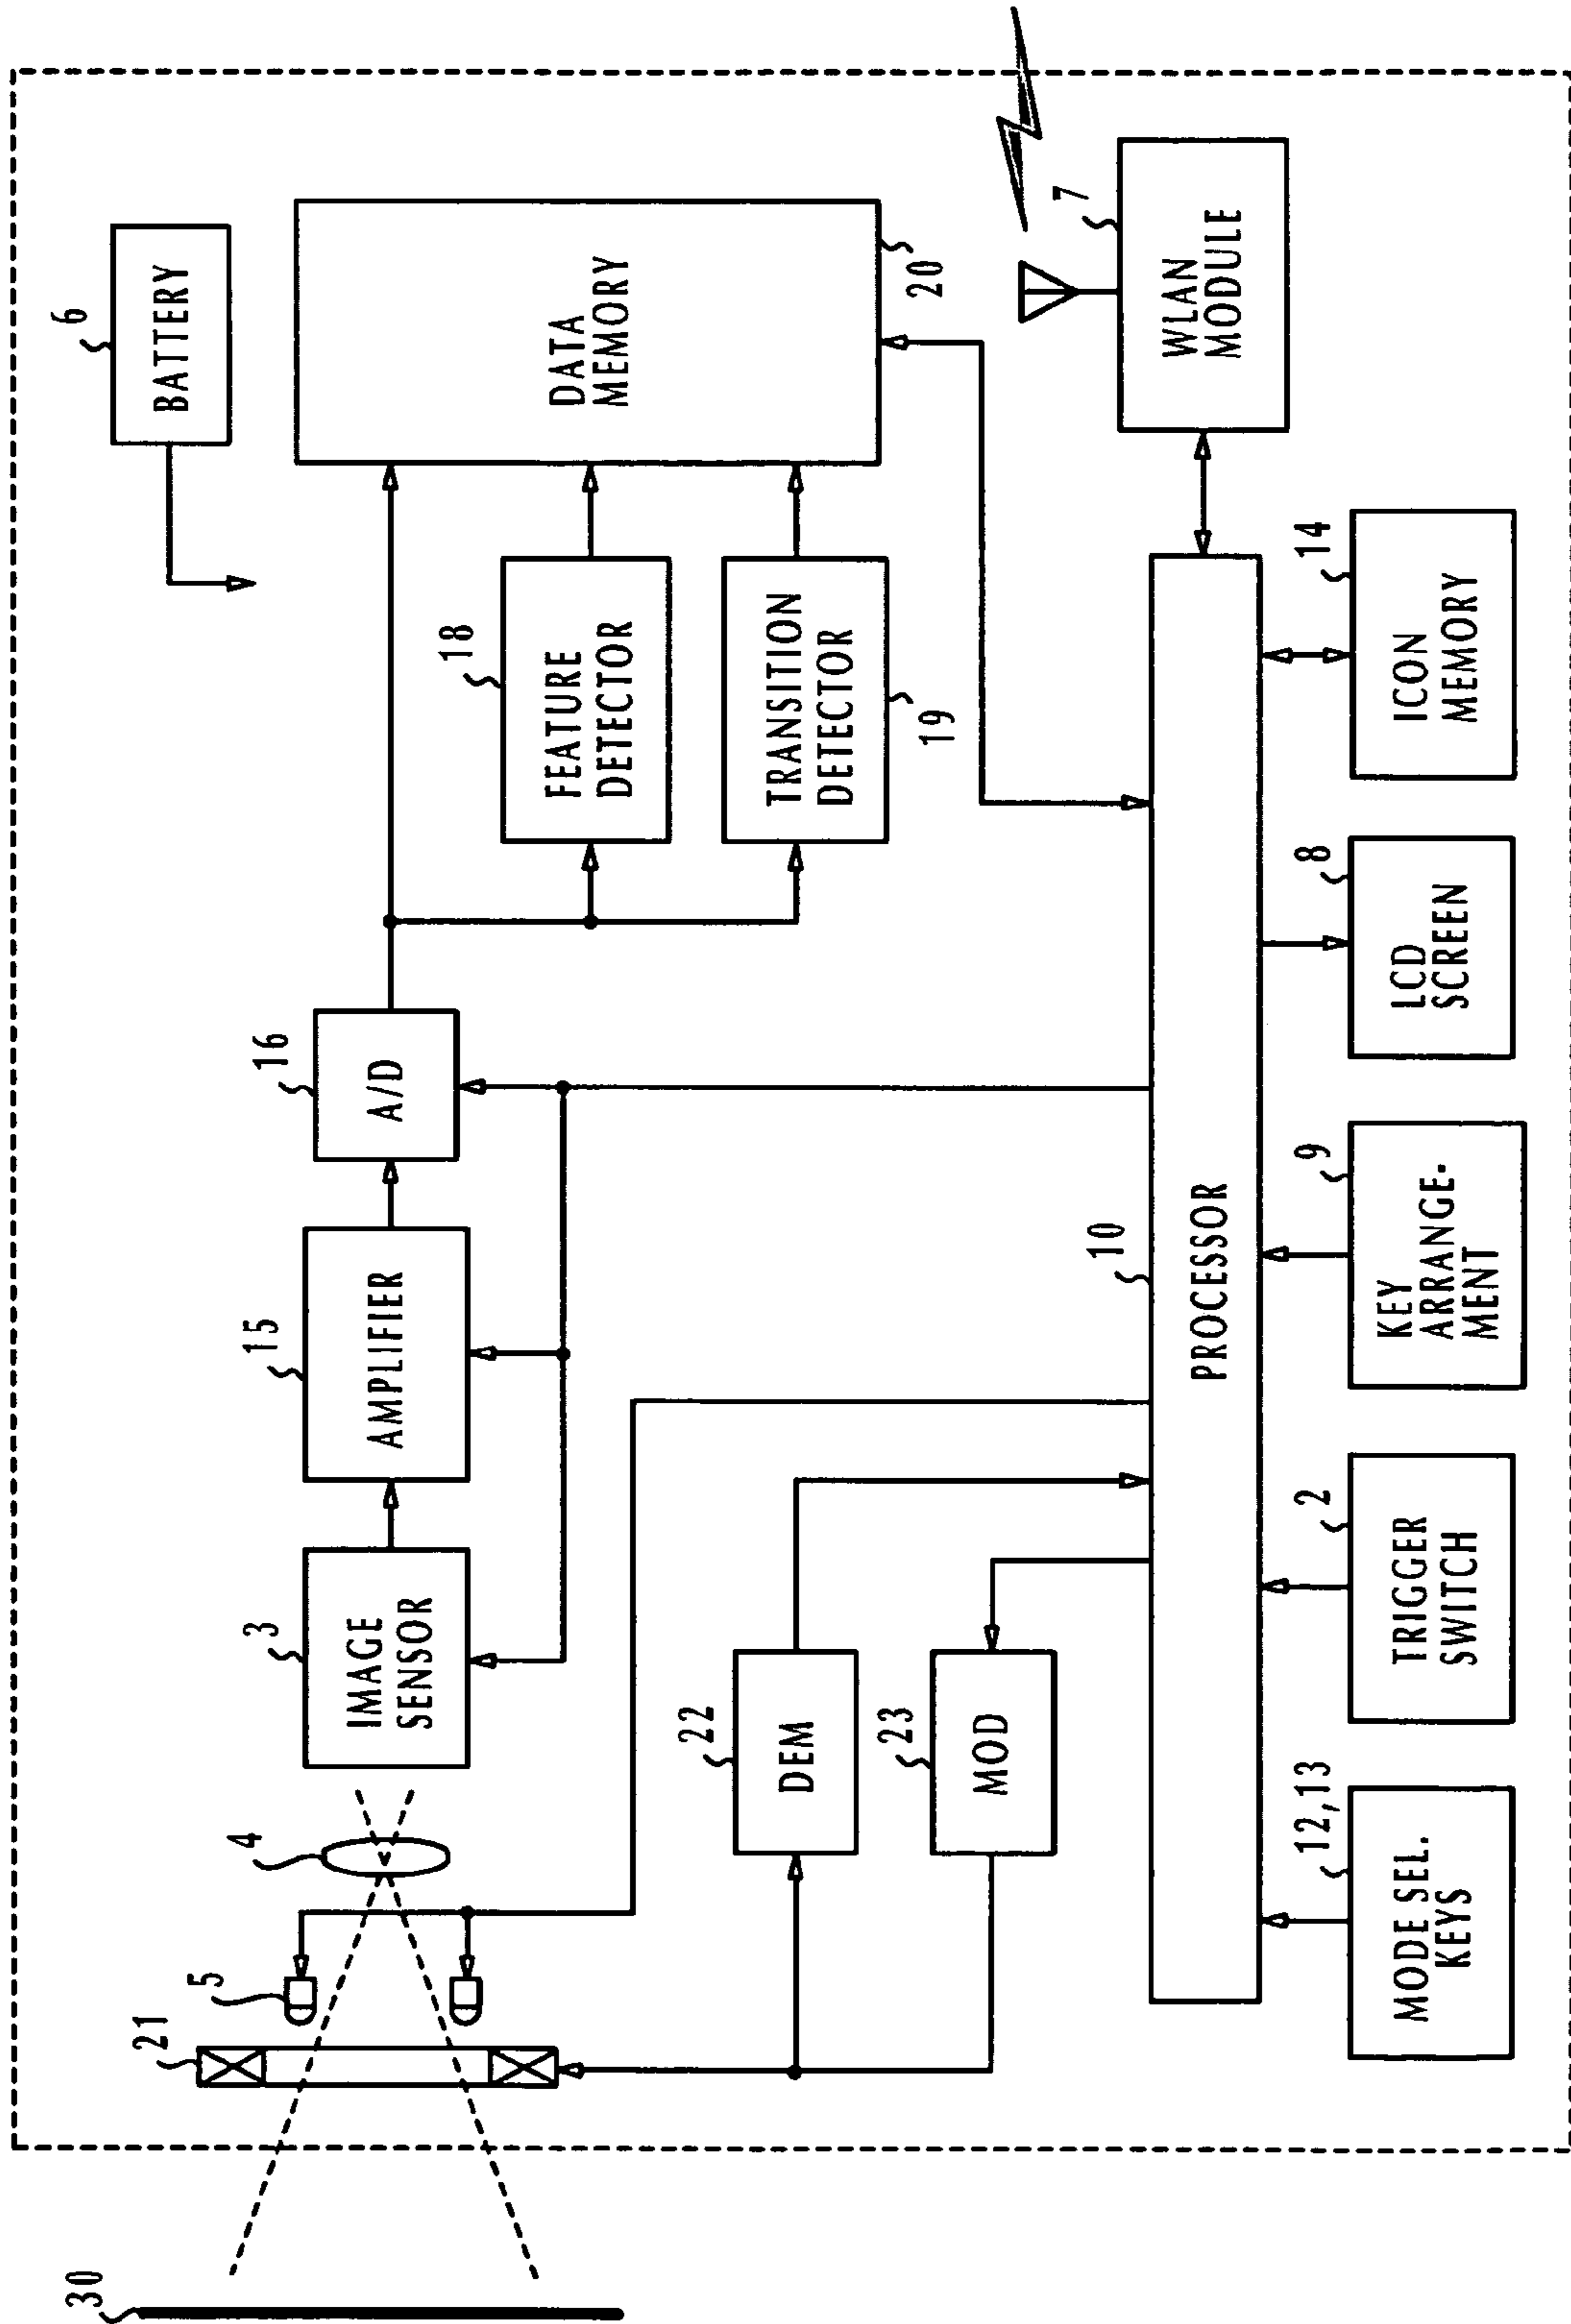 6
BATTERY
DATA
MEMORY
20
7
WLAN
MODULE
18
FEATURE
DETECTOR
TRANSITION
DETECTOR
19
14
ICON
MEMORY
16
A/D
8
LCD
SCREEN
15
AMPLIFIER
10
PROCESSOR
9
KEY
ARRANGE-
MENT
3
IMAGE
SENSOR
22
DEM
23
MOD
2
TRIGGER
SWITCH
4
5
21
12,13
MODE SEL.
KEYS
30